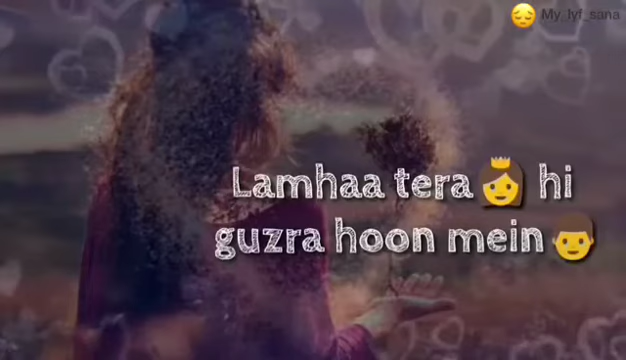 😔 My_lyf_sana
Lamhaa tera 👸 hi
guzra hoon mein 👨